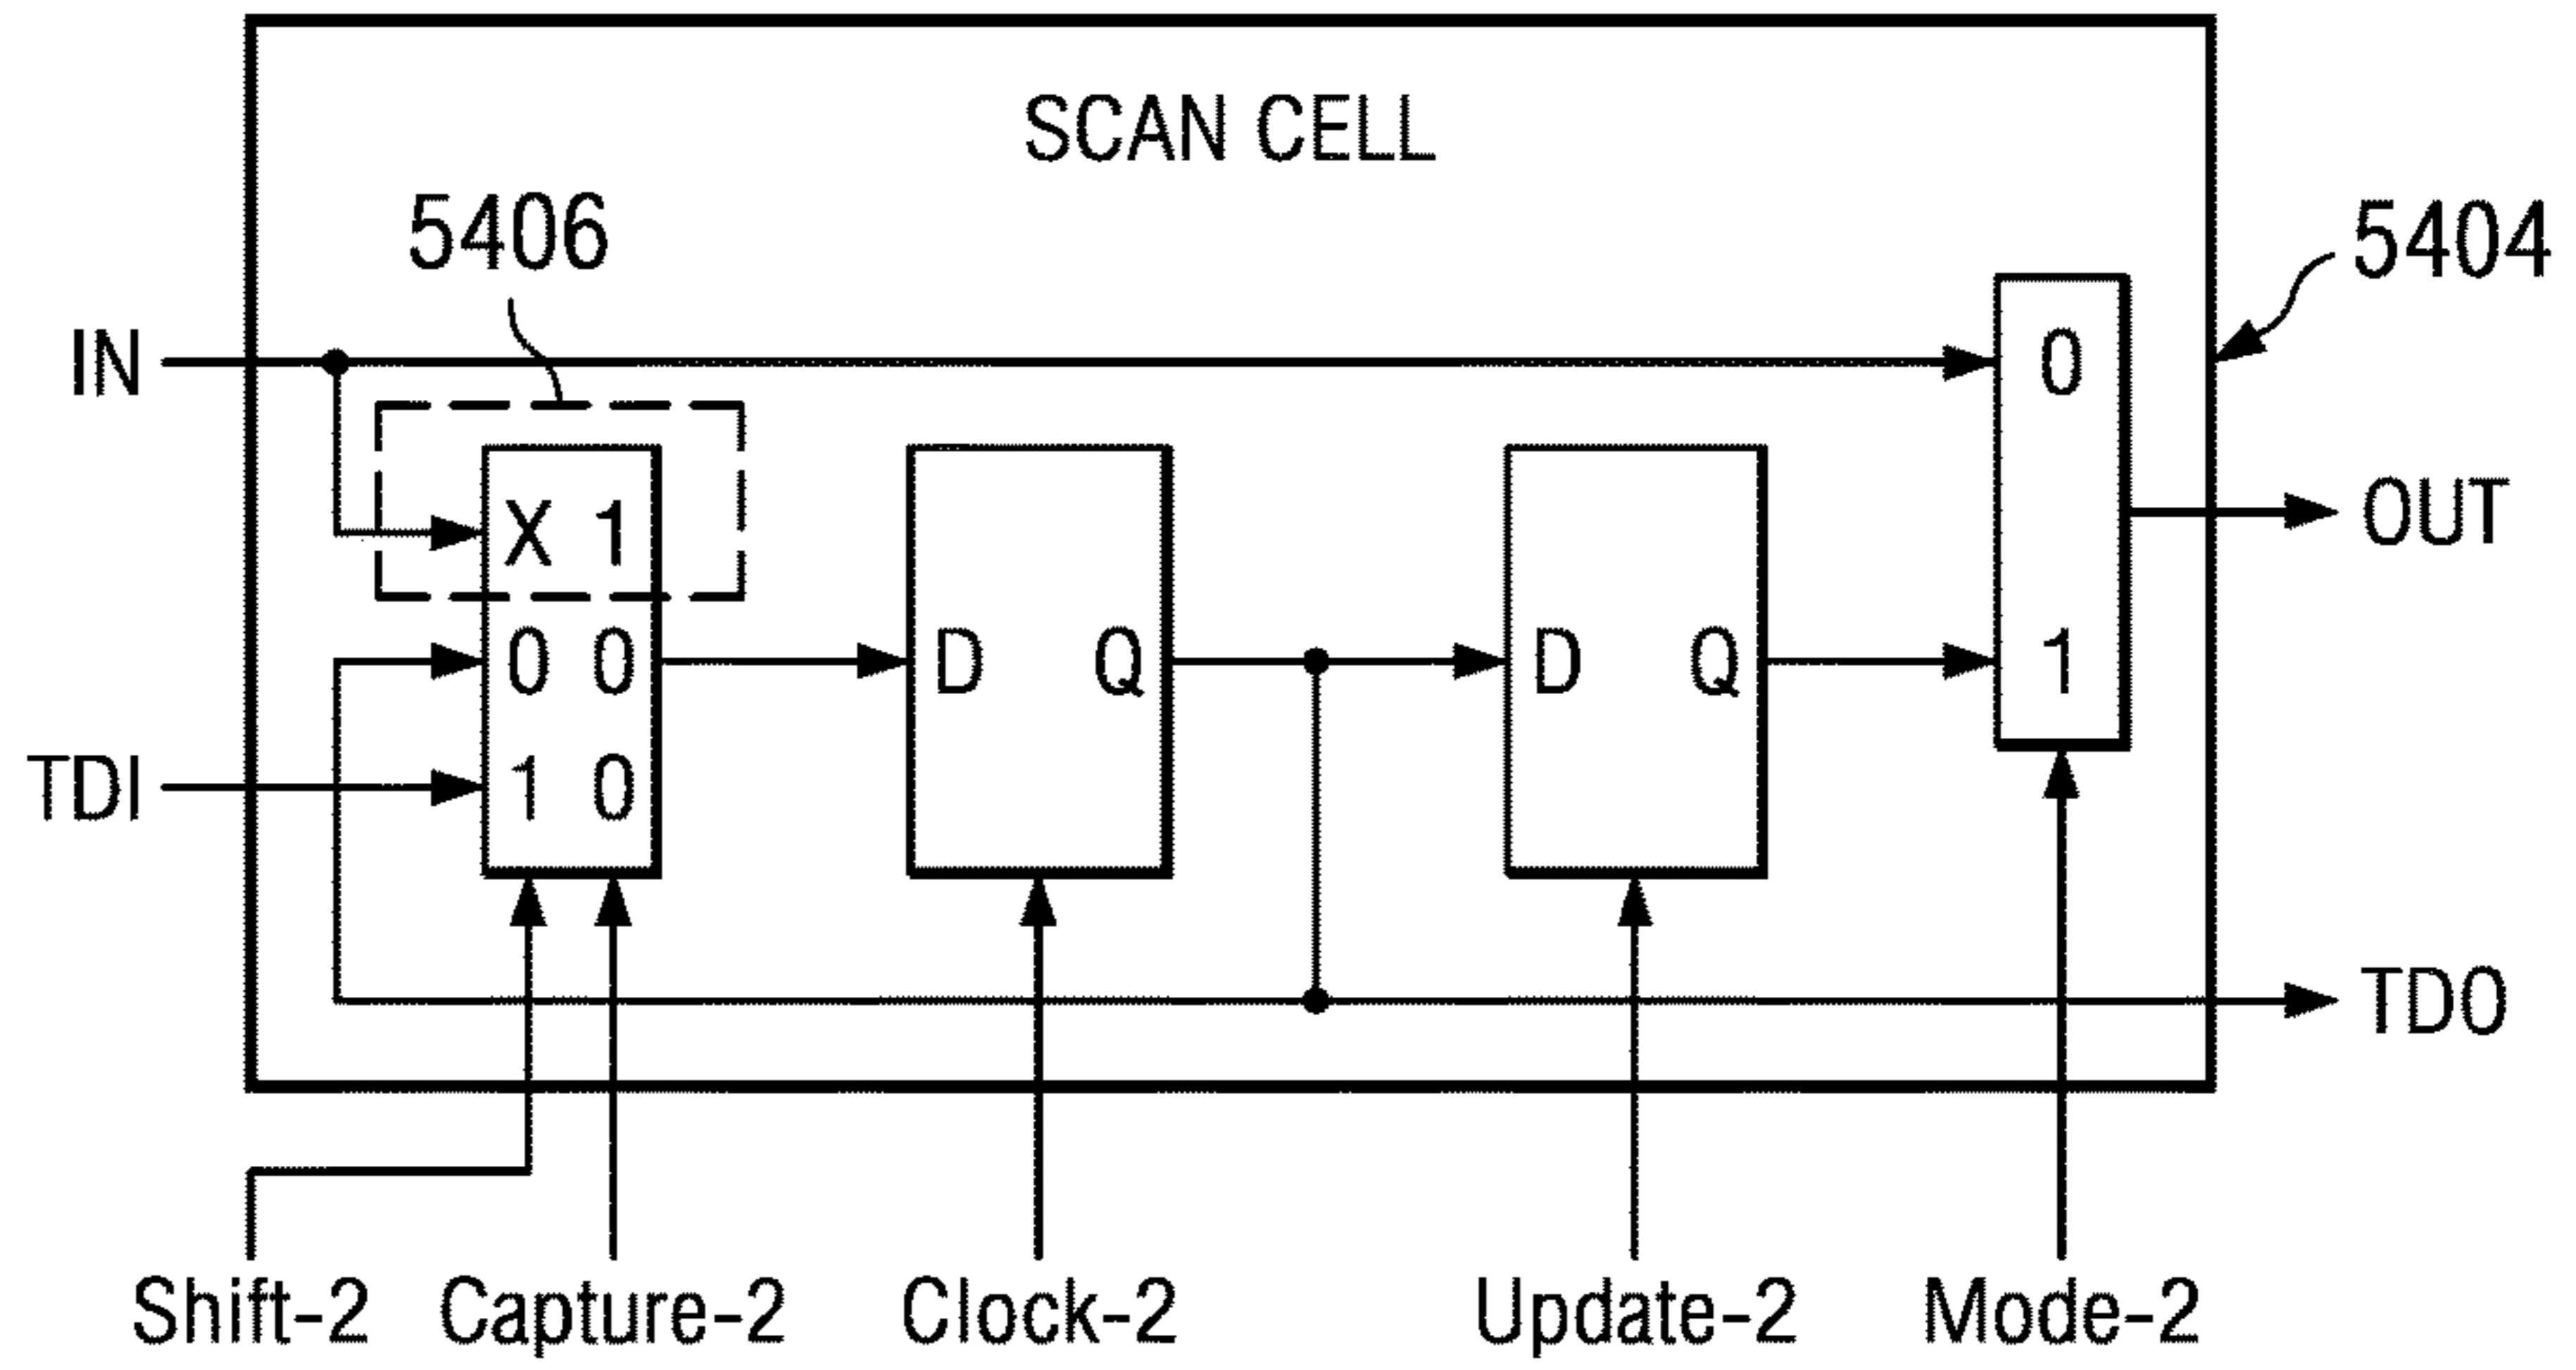 SCAN CELL
5406
5404
IN
0
X 1
OUT
0 0
D Q
D Q
1
TDI
1 0
TDO
Shift-2 Capture-2 Clock-2 Update-2 Mode-2